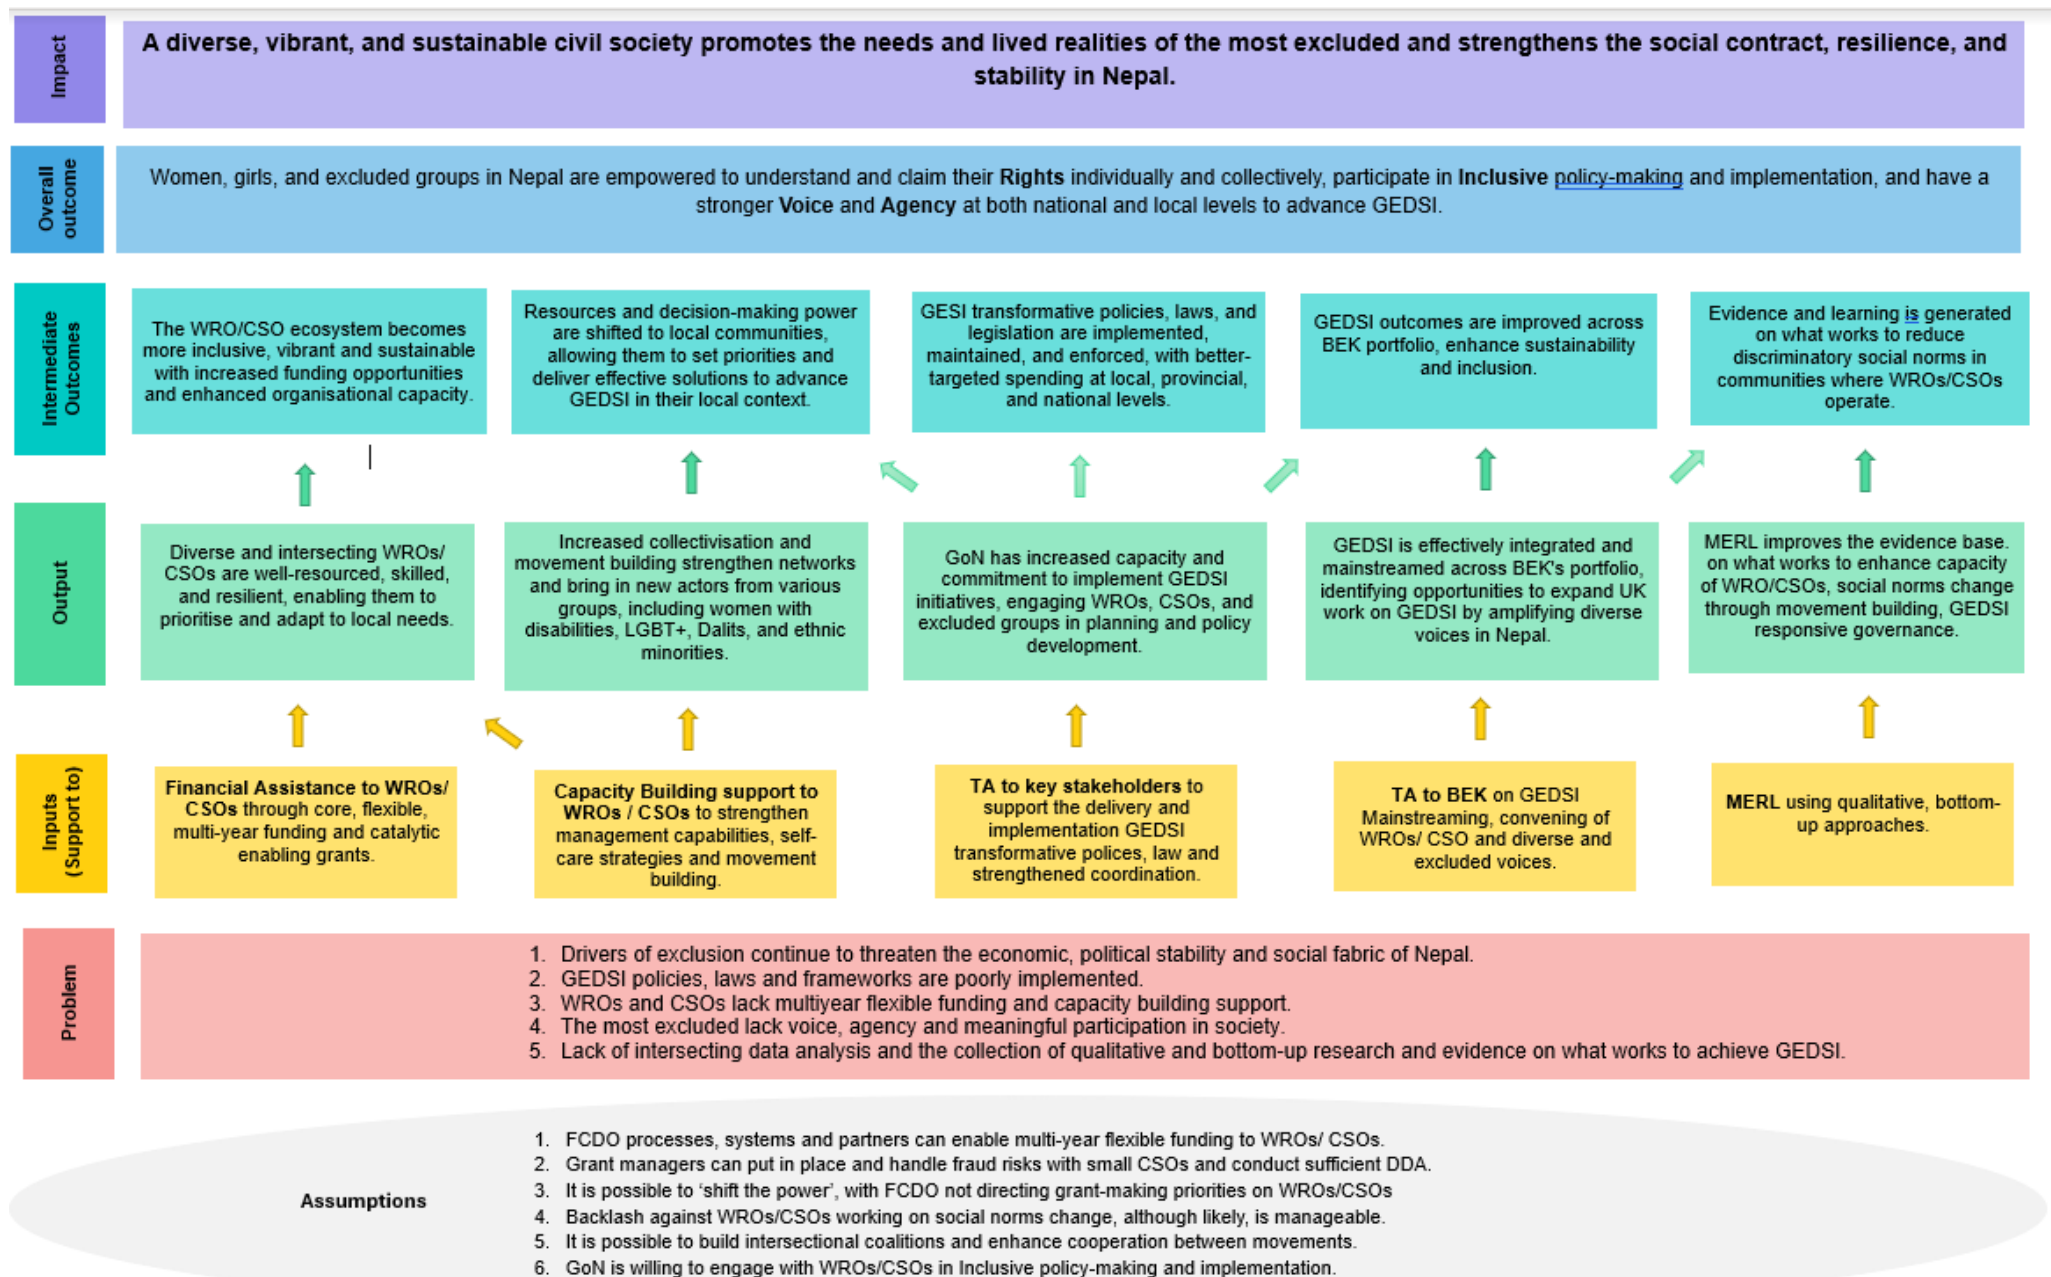 Impact
A diverse, vibrant, and sustainable civil society promotes the needs and lived realities of the most excluded and strengthens the social contract, resilience, and
stability in Nepal.
Overall
outcome
Women, girls, and excluded groups in Nepal are empowered to understand and claim their Rights individually and collectively, participate in Inclusive policy-making and implementation, and have a
stronger Voice and Agency at both national and local levels to advance GEDSI.
Intermediate
Outcomes
The WRO/CSO ecosystem becomes
more inclusive, vibrant and sustainable
with increased funding opportunities
and enhanced organisational capacity.
Resources and decision-making power
are shifted to local communities,
allowing them to set priorities and
deliver effective solutions to advance
GEDSI in their local context.
GESI transformative policies, laws, and
legislation are implemented,
maintained, and enforced, with better-
targeted spending at local, provincial,
and national levels.
GEDSI outcomes are improved across
BEK portfolio, enhance sustainability
and inclusion.
Evidence and learning is generated
on what works to reduce
discriminatory social norms in
communities where WROs/CSOs
operate.
Output
Diverse and intersecting WROs/
CSOs are well-resourced, skilled,
and resilient, enabling them to
prioritise and adapt to local needs.
Increased collectivisation and
movement building strengthen networks
and bring in new actors from various
groups, including women with
disabilities, LGBT+, Dalits, and ethnic
minorities.
GoN has increased capacity and
commitment to implement GEDSI
initiatives, engaging WROs, CSOs, and
excluded groups in planning and policy
development.
GEDSI is effectively integrated and
mainstreamed across BEK's portfolio,
identifying opportunities to expand UK
work on GEDSI by amplifying diverse
voices in Nepal.
MERL improves the evidence base.
on what works to enhance capacity
of WRO/CSOs, social norms change
through movement building, GEDSI
responsive governance.
Inputs
(Support to)
Financial Assistance to WROs/
CSOs through core, flexible,
multi-year funding and catalytic
enabling grants.
Capacity Building support to
WROs / CSOs to strengthen
management capabilities, self-
care strategies and movement
building.
TA to key stakeholders to
support the delivery and
implementation GEDSI
transformative polices, law and
strengthened coordination.
TA to BEK on GEDSI
Mainstreaming, convening of
WROs/ CSO and diverse and
excluded voices.
MERL using qualitative, bottom-
up approaches.
Problem
1. Drivers of exclusion continue to threaten the economic, political stability and social fabric of Nepal.
2. GEDSI policies, laws and frameworks are poorly implemented.
3. WROs and CSOs lack multiyear flexible funding and capacity building support.
4. The most excluded lack voice, agency and meaningful participation in society.
5. Lack of intersecting data analysis and the collection of qualitative and bottom-up research and evidence on what works to achieve GEDSI.
Assumptions
1. FCDO processes, systems and partners can enable multi-year flexible funding to WROs/ CSOs.
2. Grant managers can put in place and handle fraud risks with small CSOs and conduct sufficient DDA.
3. It is possible to ‘shift the power’, with FCDO not directing grant-making priorities on WROs/CSOs
4. Backlash against WROs/CSOs working on social norms change, although likely, is manageable.
5. It is possible to build intersectional coalitions and enhance cooperation between movements.
6. GoN is willing to engage with WROs/CSOs in Inclusive policy-making and implementation.